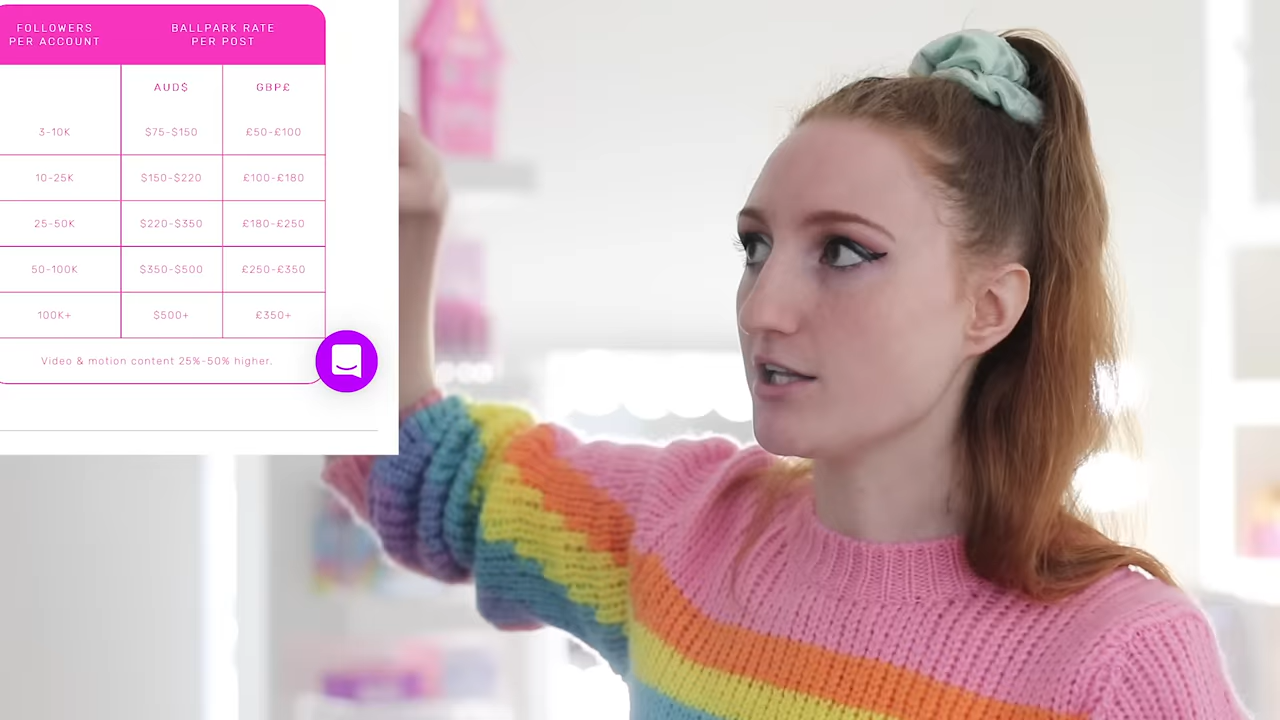 FOLLOWERS PER ACCOUNT
BALLPARK RATE PER POST
AUD$ GBP£
3-10K $75-$150 £50-£100
10-25K $150-$220 £100-£180
25-50K $220-$350 £180-£250
50-100K $350-$500 £250-£350
100K+ $500+ £350+
Video & motion content 25%-50% higher.